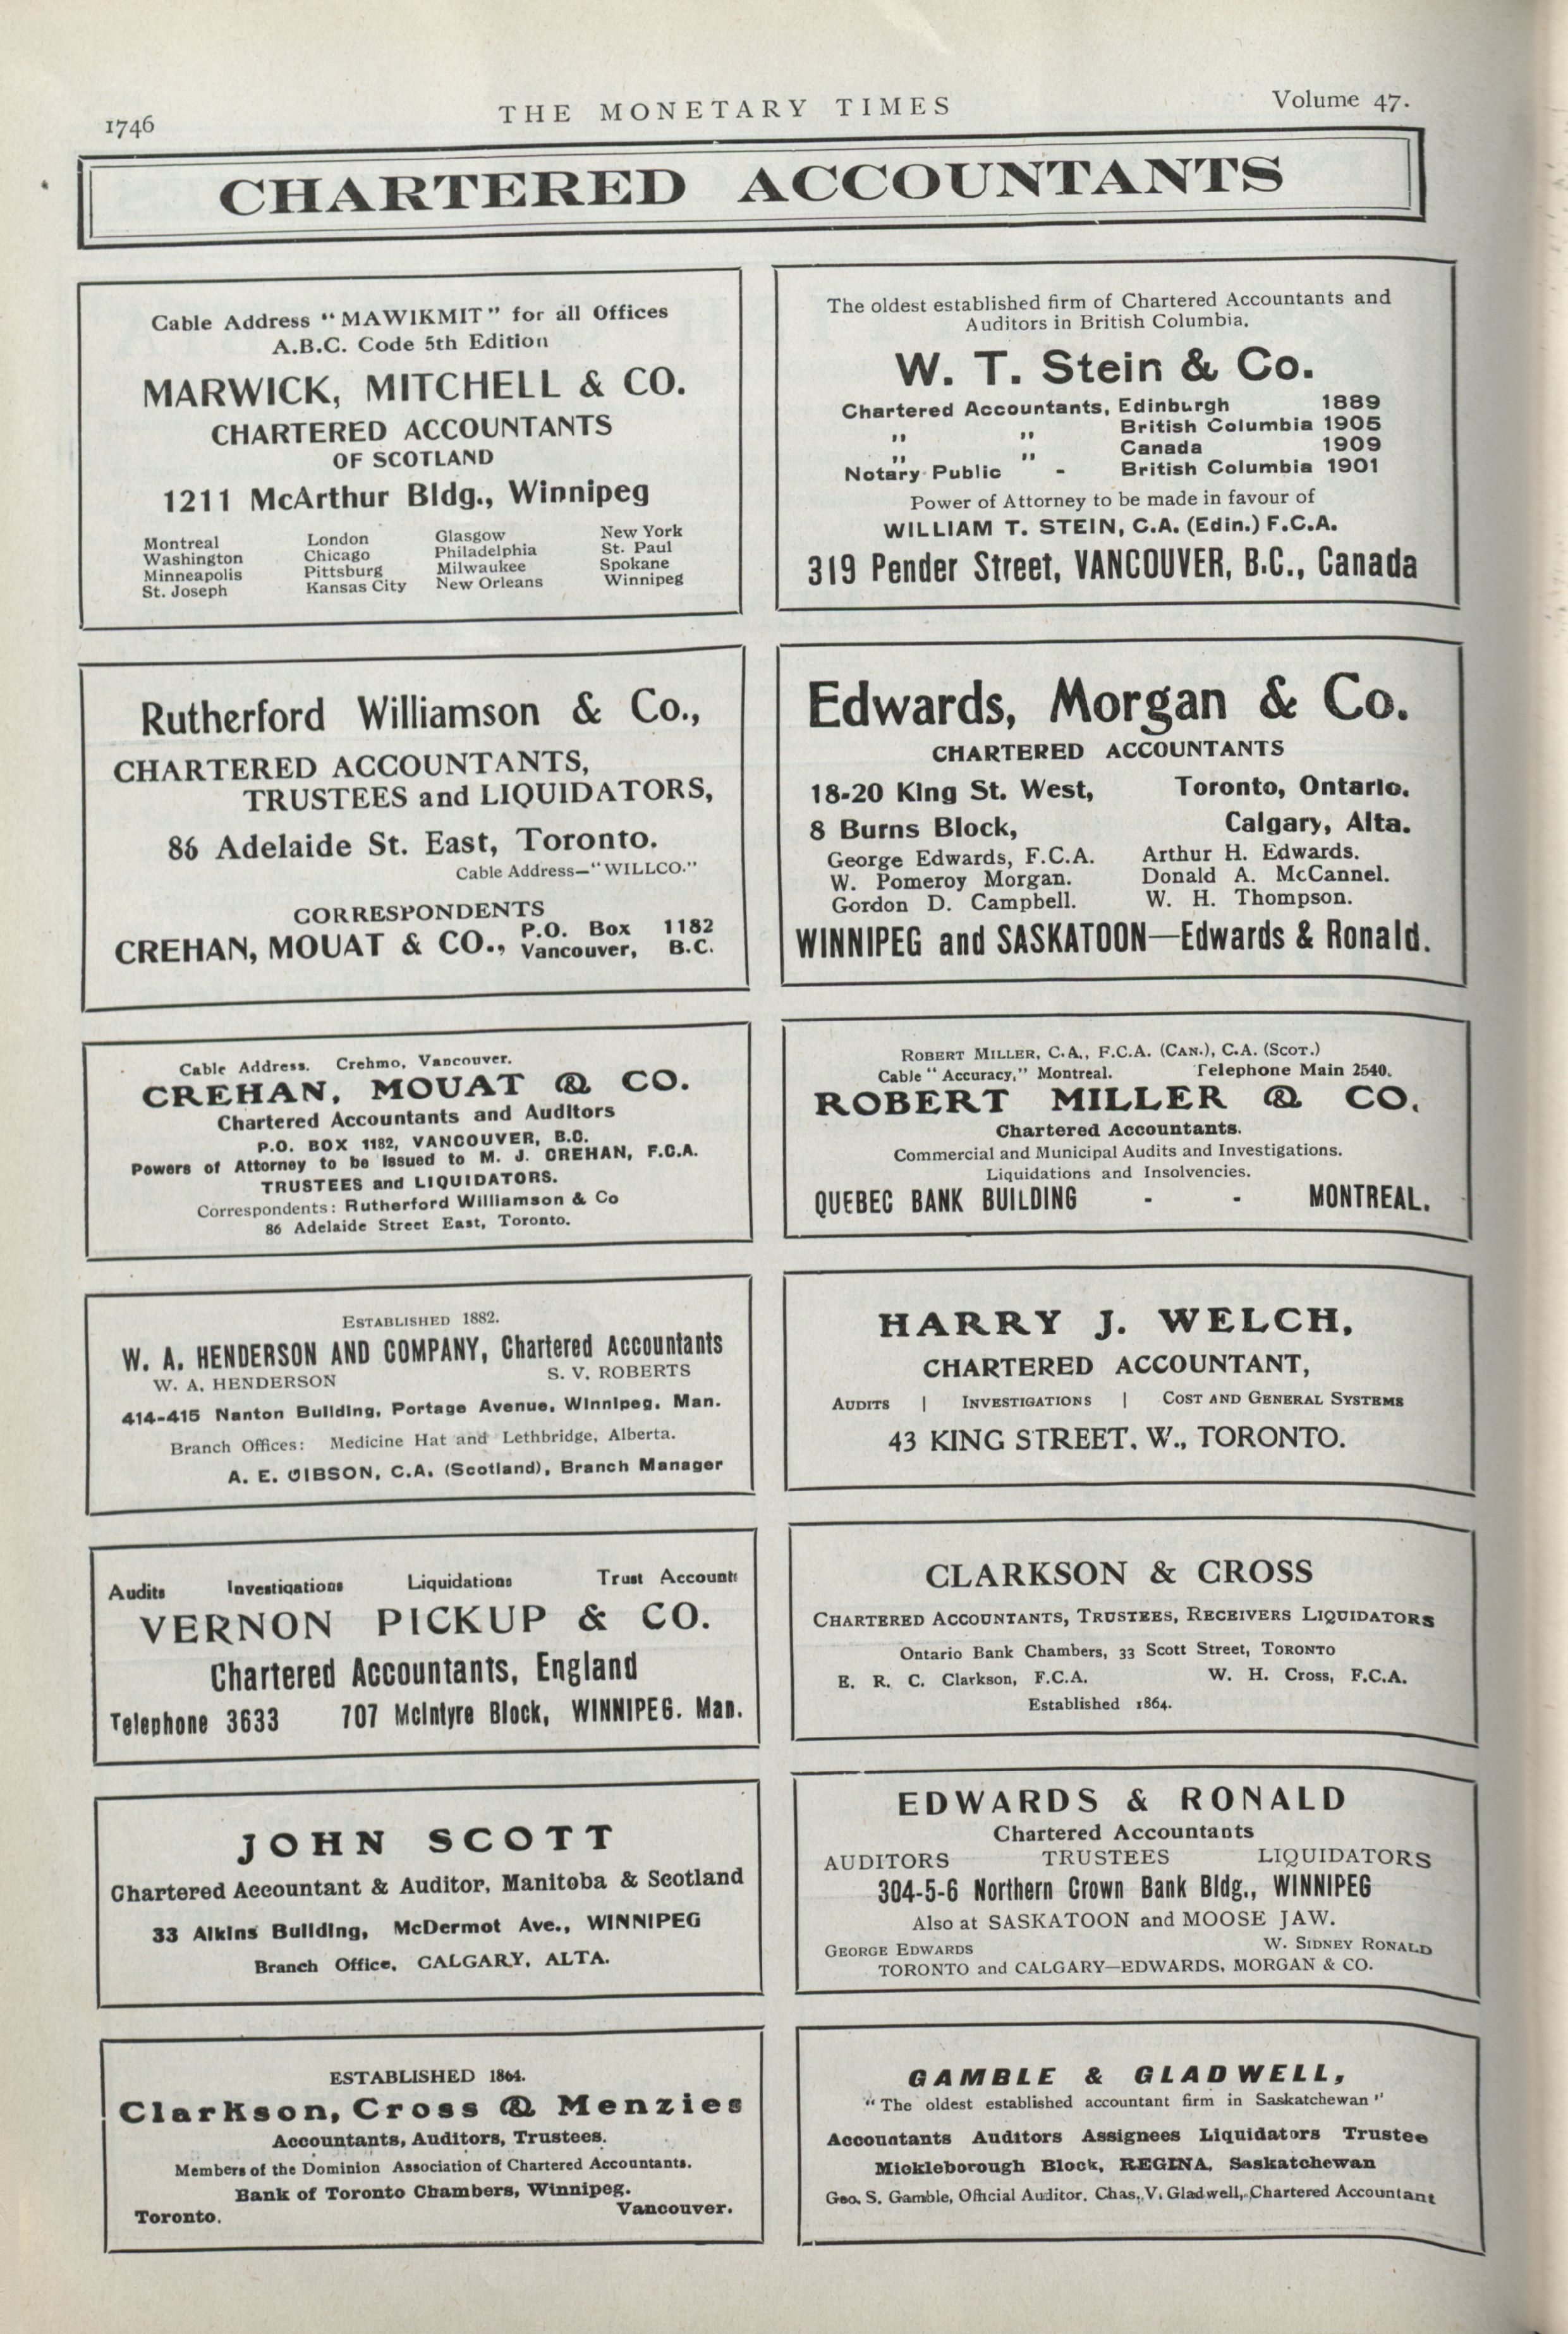 1746
THE MONETARY TIMES
Volume 47.
CHARTERED ACCOUNTANTS
Cable Address "MAWIKMIT" for all Offices
A.B.C. Code 5th Edition
MARWICK, MITCHELL & CO.
CHARTERED ACCOUNTANTS
OF SCOTLAND
1211 McArthur Bldg., Winnipeg
Montreal London Glasgow New York
Washington Chicago Philadelphia St. Paul
Minneapolis Pittsburg Milwaukee Spokane
St. Joseph Kansas City New Orleans Winnipeg
The oldest established firm of Chartered Accountants and
Auditors in British Columbia.
W. T. Stein & Co.
Chartered Accountants, Edinburgh 1889
" " British Columbia 1905
" " Canada 1909
Notary Public - British Columbia 1901
Power of Attorney to be made in favour of
WILLIAM T. STEIN, C.A. (Edin.) F.C.A.
319 Pender Street, VANCOUVER, B.C., Canada
Rutherford Williamson & Co.,
CHARTERED ACCOUNTANTS,
TRUSTEES and LIQUIDATORS,
86 Adelaide St. East, Toronto.
Cable Address—"WILLCO."
CORRESPONDENTS
CREHAN, MOUAT & CO., P.O. Box 1182
Vancouver, B.C.
Edwards, Morgan & Co.
CHARTERED ACCOUNTANTS
18-20 King St. West, Toronto, Ontario.
8 Burns Block, Calgary, Alta.
George Edwards, F.C.A. Arthur H. Edwards.
W. Pomeroy Morgan. Donald A. McCannel.
Gordon D. Campbell. W. H. Thompson.
WINNIPEG and SASKATOON—Edwards & Ronald.
Cable Address. Crehmo, Vancouver.
CREHAN, MOUAT & CO.
Chartered Accountants and Auditors
P.O. BOX 1182, VANCOUVER, B.C.
Powers of Attorney to be issued to M. J. CREHAN, F.C.A.
TRUSTEES and LIQUIDATORS.
Correspondents: Rutherford Williamson & Co
86 Adelaide Street East, Toronto.
ROBERT MILLER, C.A., F.C.A. (CAN.), C.A. (SCOT.)
Cable "Accuracy," Montreal. Telephone Main 2540.
ROBERT MILLER & CO.
Chartered Accountants.
Commercial and Municipal Audits and Investigations.
Liquidations and Insolvencies.
QUEBEC BANK BUILDING - - MONTREAL.
ESTABLISHED 1882.
W. A. HENDERSON AND COMPANY, Chartered Accountants
W. A. HENDERSON S. V. ROBERTS
414-415 Nanton Building, Portage Avenue, Winnipeg, Man.
Branch Offices: Medicine Hat and Lethbridge, Alberta.
A. E. GIBSON, C.A. (Scotland), Branch Manager
HARRY J. WELCH,
CHARTERED ACCOUNTANT,
AUDITS | INVESTIGATIONS | COST AND GENERAL SYSTEMS
43 KING STREET, W., TORONTO.
Audits Investigations Liquidations Trust Accounts
VERNON PICKUP & CO.
Chartered Accountants, England
Telephone 3633 707 McIntyre Block, WINNIPEG. Man.
CLARKSON & CROSS
CHARTERED ACCOUNTANTS, TRUSTEES, RECEIVERS LIQUIDATORS
Ontario Bank Chambers, 33 Scott Street, TORONTO
E. R. C. Clarkson, F.C.A. W. H. Cross, F.C.A.
Established 1864.
JOHN SCOTT
Chartered Accountant & Auditor, Manitoba & Scotland
33 Aikins Building, McDermot Ave., WINNIPEG
Branch Office, CALGARY, ALTA.
EDWARDS & RONALD
Chartered Accountants
AUDITORS TRUSTEES LIQUIDATORS
304-5-6 Northern Crown Bank Bldg., WINNIPEG
Also at SASKATOON and MOOSE JAW.
GEORGE EDWARDS W. SIDNEY RONALD
TORONTO and CALGARY—EDWARDS, MORGAN & CO.
ESTABLISHED 1864.
Clarkson, Cross & Menzies
Accountants, Auditors, Trustees.
Members of the Dominion Association of Chartered Accountants.
Bank of Toronto Chambers, Winnipeg.
Toronto. Vancouver.
GAMBLE & GLADWELL,
"The oldest established accountant firm in Saskatchewan"
Accountants Auditors Assignees Liquidators Trustee
Mickleborough Block, REGINA, Saskatchewan
Geo. S. Gamble, Official Auditor. Chas. V. Gladwell, Chartered Accountant